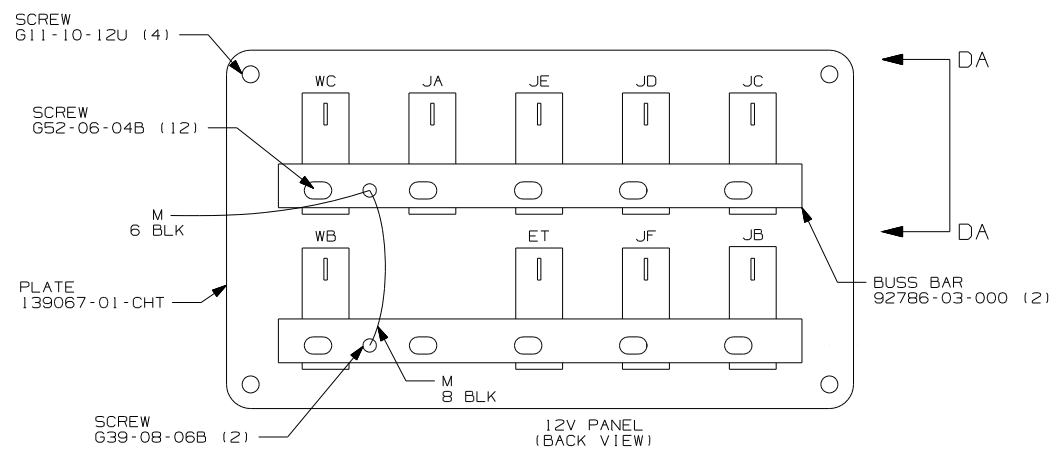 SCREW
G11-10-12U (4)
DA
WC
JA
JE
JD
JC
SCREW
G52-06-04B (12)
M
6 BLK
DA
WB
ET
JF
JB
PLATE
139067-01-CHT
BUSS BAR
92786-03-000 (2)
M
8 BLK
SCREW
G39-08-06B (2)
12V PANEL
(BACK VIEW)